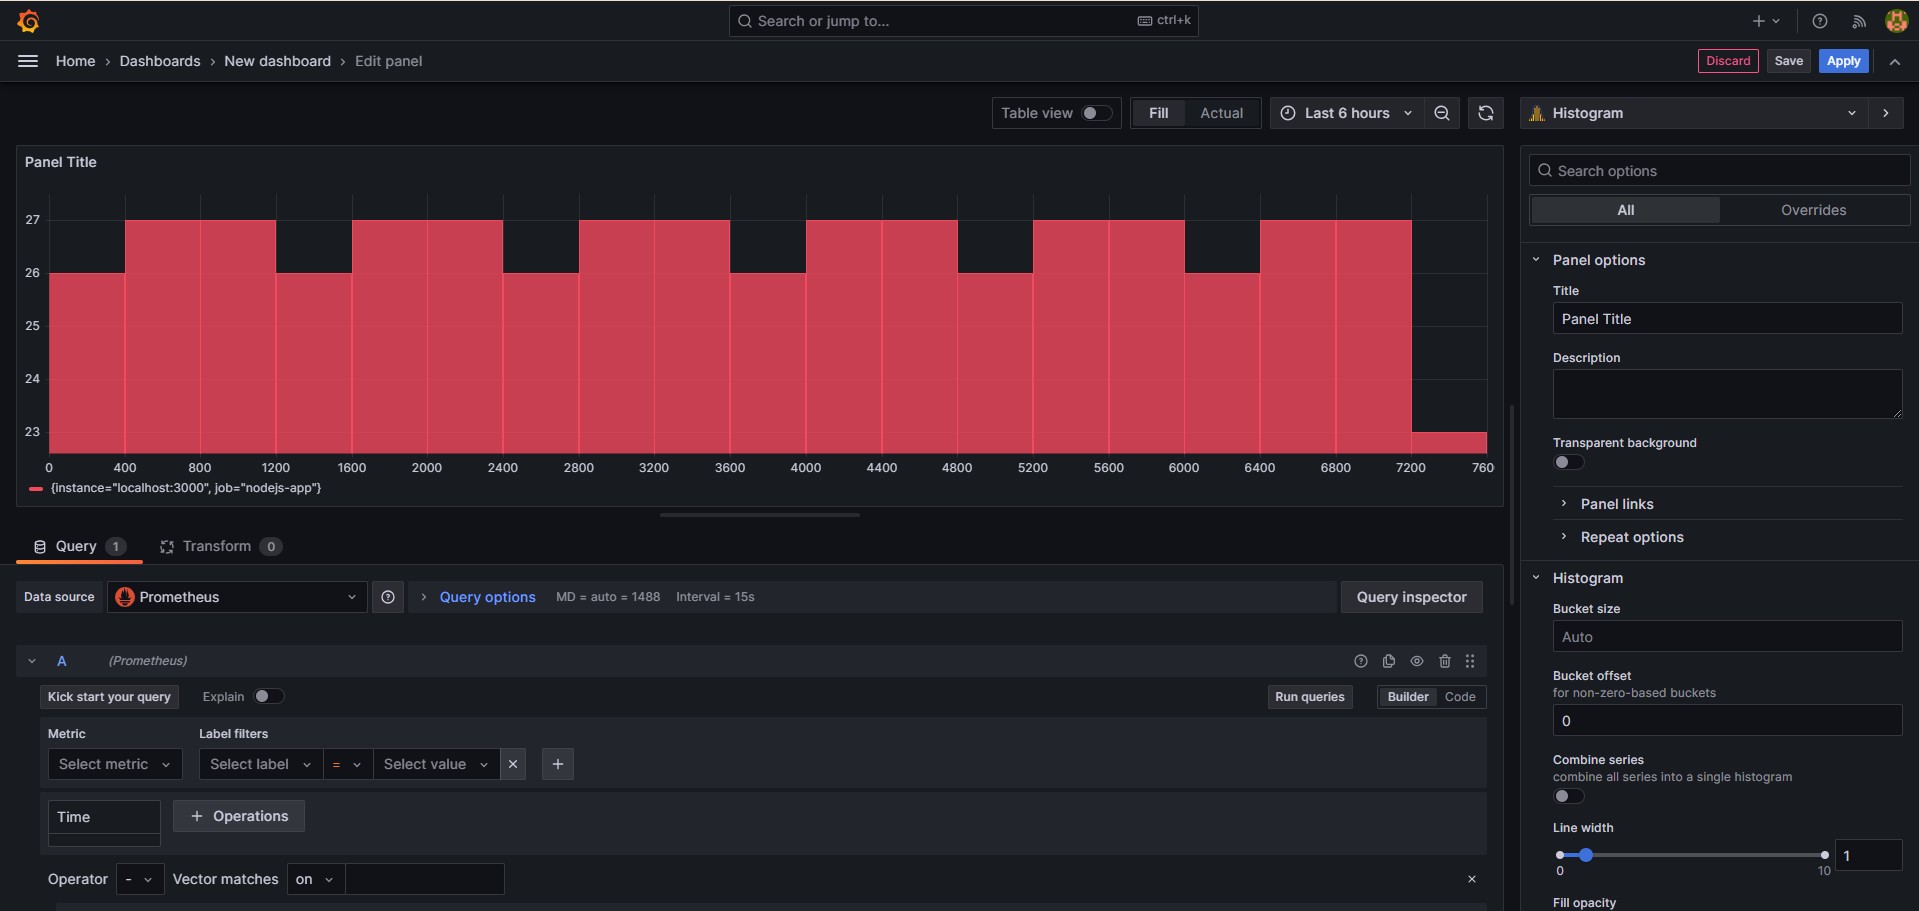 Search or jump to...
ctrl+k
Home › Dashboards › New dashboard › Edit panel
Discard
Save
Apply
Table view
Fill
Actual
Last 6 hours
Histogram
Panel Title
27
26
25
24
23
0 400 800 1200 1600 2000 2400 2800 3200 3600 4000 4400 4800 5200 5600 6000 6400 6800 7200 760
{instance="localhost:3000", job="nodejs-app"}
Query 1
Transform 0
Data source
Prometheus
Query options
MD = auto = 1488
Interval = 15s
Query inspector
A
(Prometheus)
Kick start your query
Explain
Run queries
Builder
Code
Metric
Label filters
Select metric
Select label
=
Select value
Time
+ Operations
Operator
-
Vector matches
on
Search options
All
Overrides
Panel options
Title
Panel Title
Description
Transparent background
Panel links
Repeat options
Histogram
Bucket size
Auto
Bucket offset
for non-zero-based buckets
0
Combine series
combine all series into a single histogram
Line width
1
0
10
Fill opacity